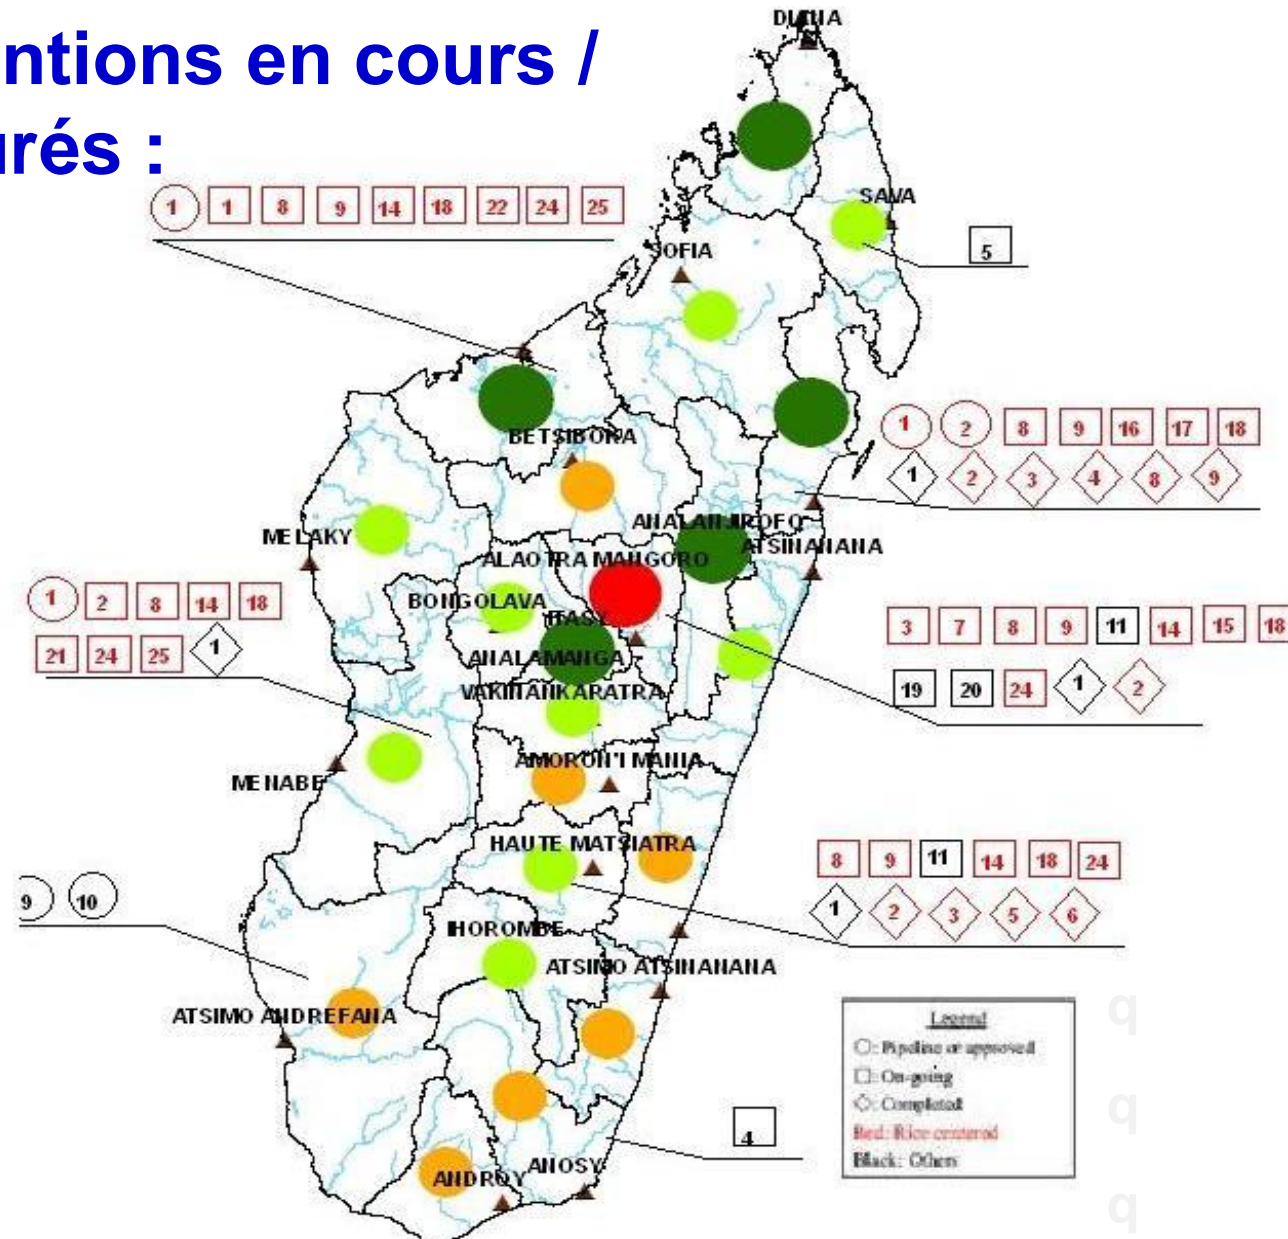 ntions en cours /
urés :
DIANA
SAVA
5
SOFIA
1 1 8 9 14 18 22 24 25
BETSIBOKA
1 2 8 9 16 17 18
1 2 3 4 8 9
MELAKY
ANALANJIROFO
ATSINANANA
ALAOTRA MANGORO
BONGOLAVA
ITASY
ANALAMANGA
VAKINANKARATRA
1 2 8 14 18
21 24 25 1
3 7 8 9 11 14 15 18
19 20 24 1 2
AMORON'I MANIA
MENABE
HAUTE MATSIATRA
8 9 11 14 18 24
1 2 3 5 6
9 10
IHOROMBE
ATSIMO ATSINANANA
ATSIMO ANDREFANA
4
ANOSY
ANDROY
Legend
O: Pipeline or approved
□: On-going
◇: Completed
Red: Rice centered
Black: Others
q
q
q